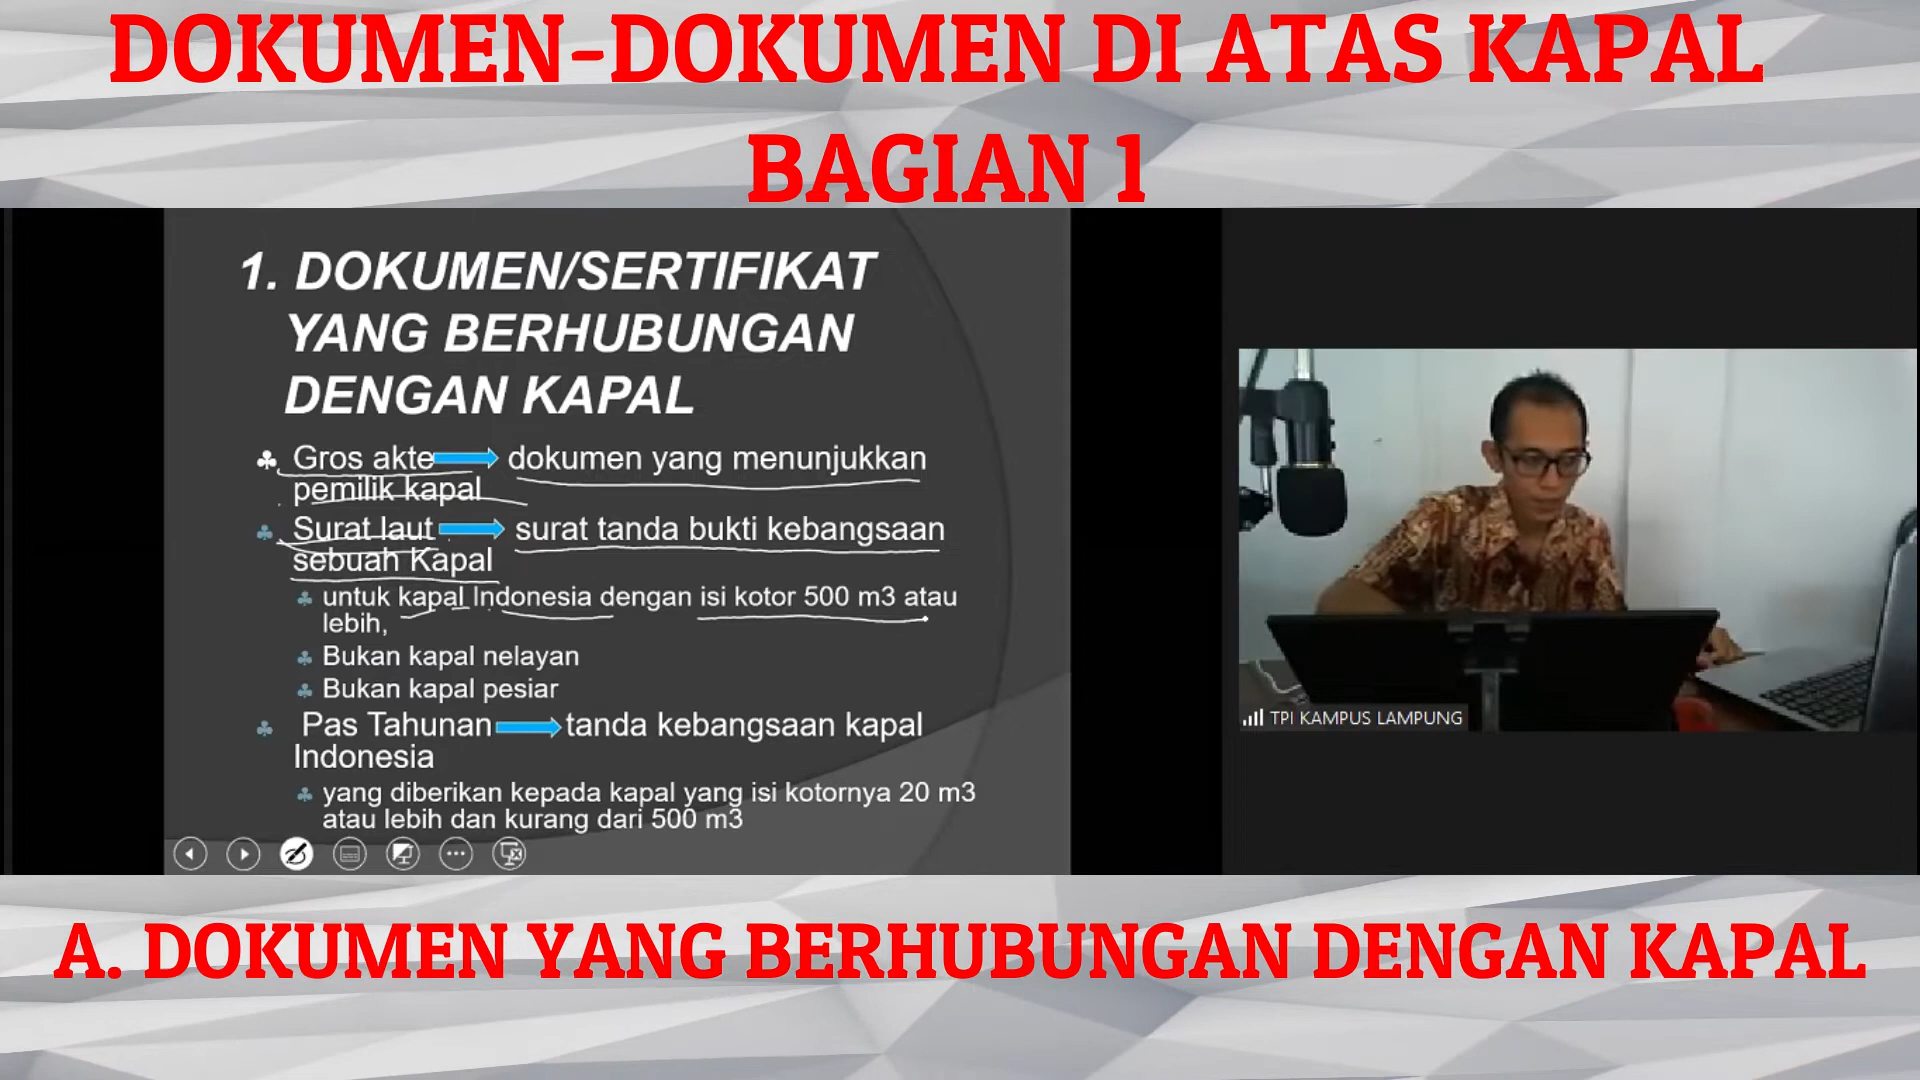 DOKUMEN-DOKUMEN DI ATAS KAPAL
BAGIAN 1
1. DOKUMEN/SERTIFIKAT
YANG BERHUBUNGAN
DENGAN KAPAL
Gros akte dokumen yang menunjukkan
pemilik kapal
Surat laut surat tanda bukti kebangsaan
sebuah Kapal
untuk kapal Indonesia dengan isi kotor 500 m3 atau
lebih,
Bukan kapal nelayan
Bukan kapal pesiar
Pas Tahunan tanda kebangsaan kapal
Indonesia
yang diberikan kepada kapal yang isi kotornya 20 m3
atau lebih dan kurang dari 500 m3
TPI KAMPUS LAMPUNG
A. DOKUMEN YANG BERHUBUNGAN DENGAN KAPAL